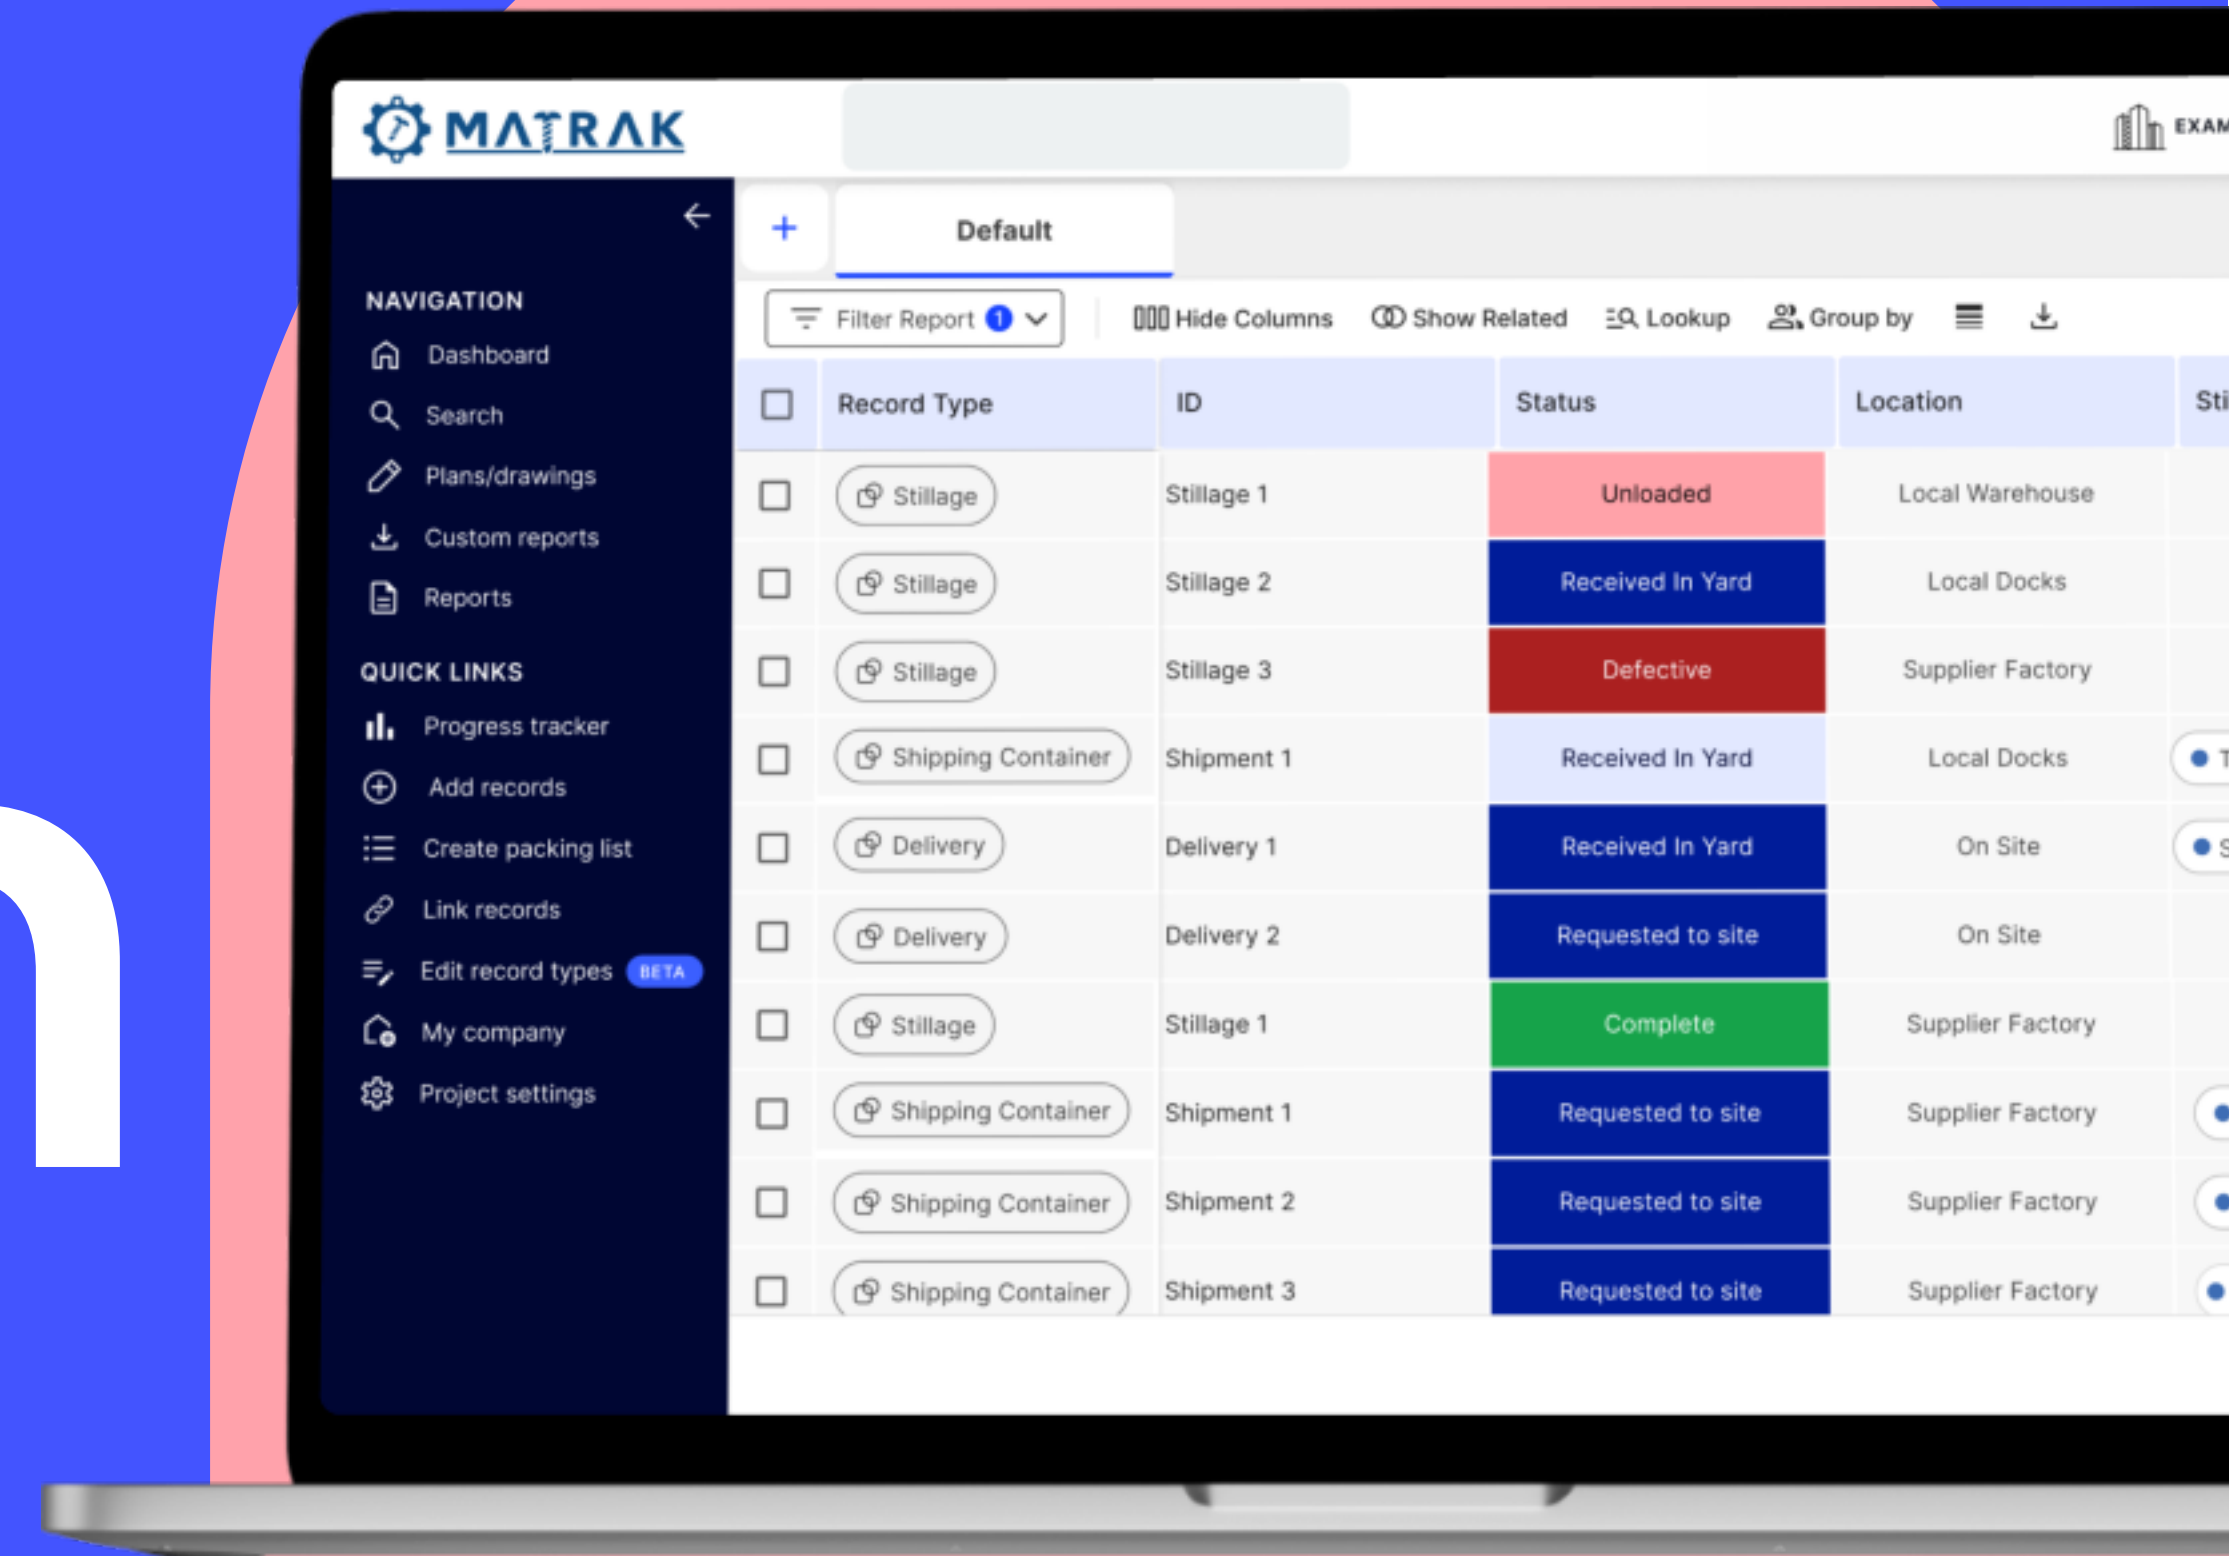 n
MATRAK
NAVIGATION
Dashboard
Search
Plans/drawings
Custom reports
Reports
QUICK LINKS
Progress tracker
Add records
Create packing list
Link records
Edit record types BETA
My company
Project settings
+ Default
Filter Report 1 Hide Columns Show Related Lookup Group by
Record Type ID Status Location
Stillage Stillage 1 Unloaded Local Warehouse
Stillage Stillage 2 Received In Yard Local Docks
Stillage Stillage 3 Defective Supplier Factory
Shipping Container Shipment 1 Received In Yard Local Docks
Delivery Delivery 1 Received In Yard On Site
Delivery Delivery 2 Requested to site On Site
Stillage Stillage 1 Complete Supplier Factory
Shipping Container Shipment 1 Requested to site Supplier Factory
Shipping Container Shipment 2 Requested to site Supplier Factory
Shipping Container Shipment 3 Requested to site Supplier Factory